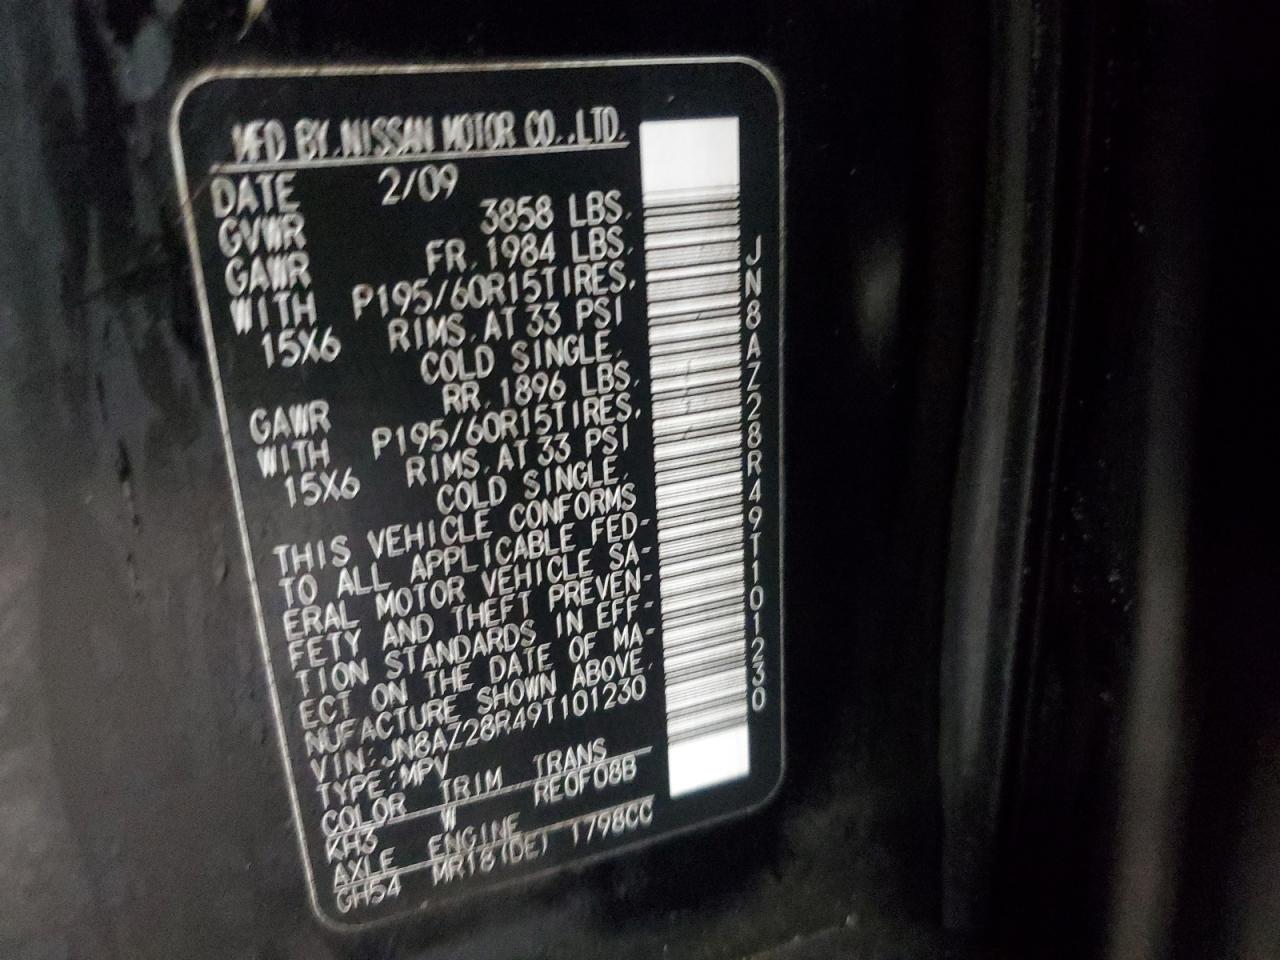 MFD BY NISSAN MOTOR CO.,LTD.
DATE 2/09
GVWR 3858 LBS.
GAWR FR. 1984 LBS.
WITH P195/60R15TIRES,
15X6 RIMS, AT 33 PSI
COLD SINGLE.
GAWR RR. 1896 LBS.
WITH P195/60R15TIRES,
15X6 RIMS, AT 33 PSI
COLD SINGLE.
THIS VEHICLE CONFORMS
TO ALL APPLICABLE FED-
ERAL MOTOR VEHICLE SA-
FETY AND THEFT PREVEN-
TION STANDARDS IN EFF-
ECT ON THE DATE OF MA-
NUFACTURE SHOWN ABOVE.
VIN:JN8AZ28R49T101230
TYPE:MPV
COLOR TRIM TRANS
KH3 W RE0F08B
AXLE ENGINE
GH54 MR18(DE) 1798CC
JN8AZ28R49T101230